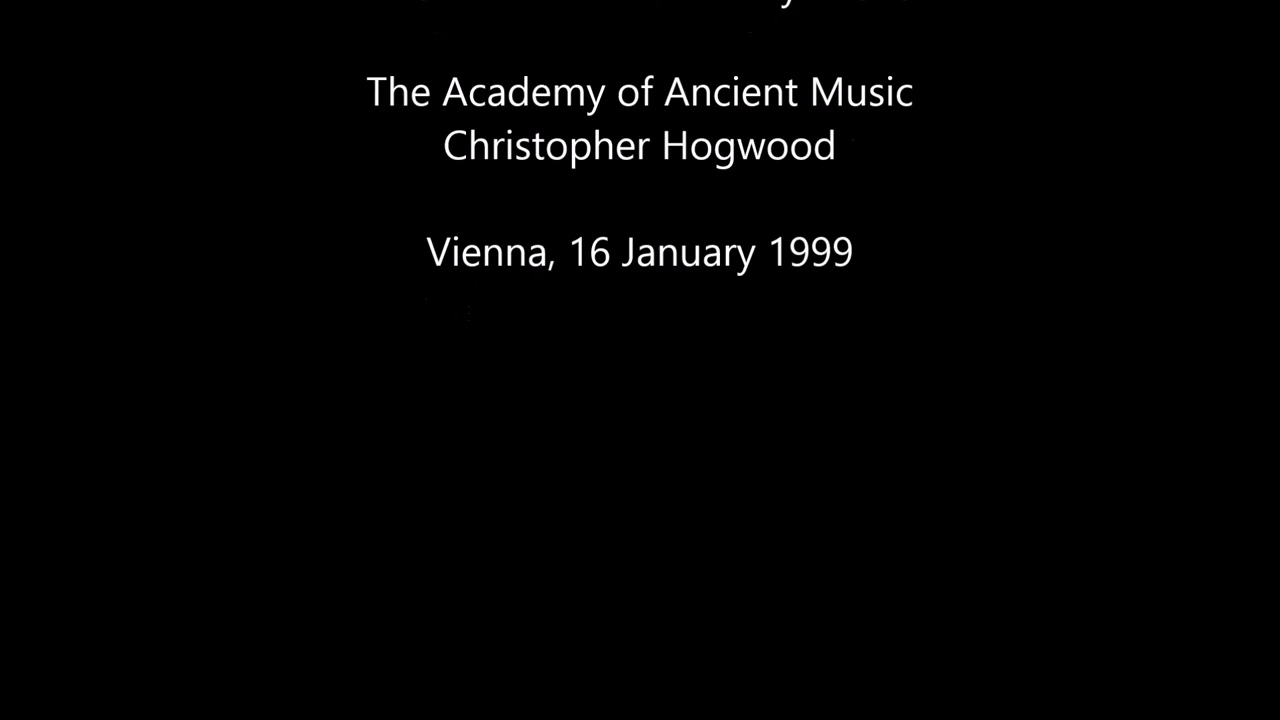 The Academy of Ancient Music
Christopher Hogwood
Vienna, 16 January 1999